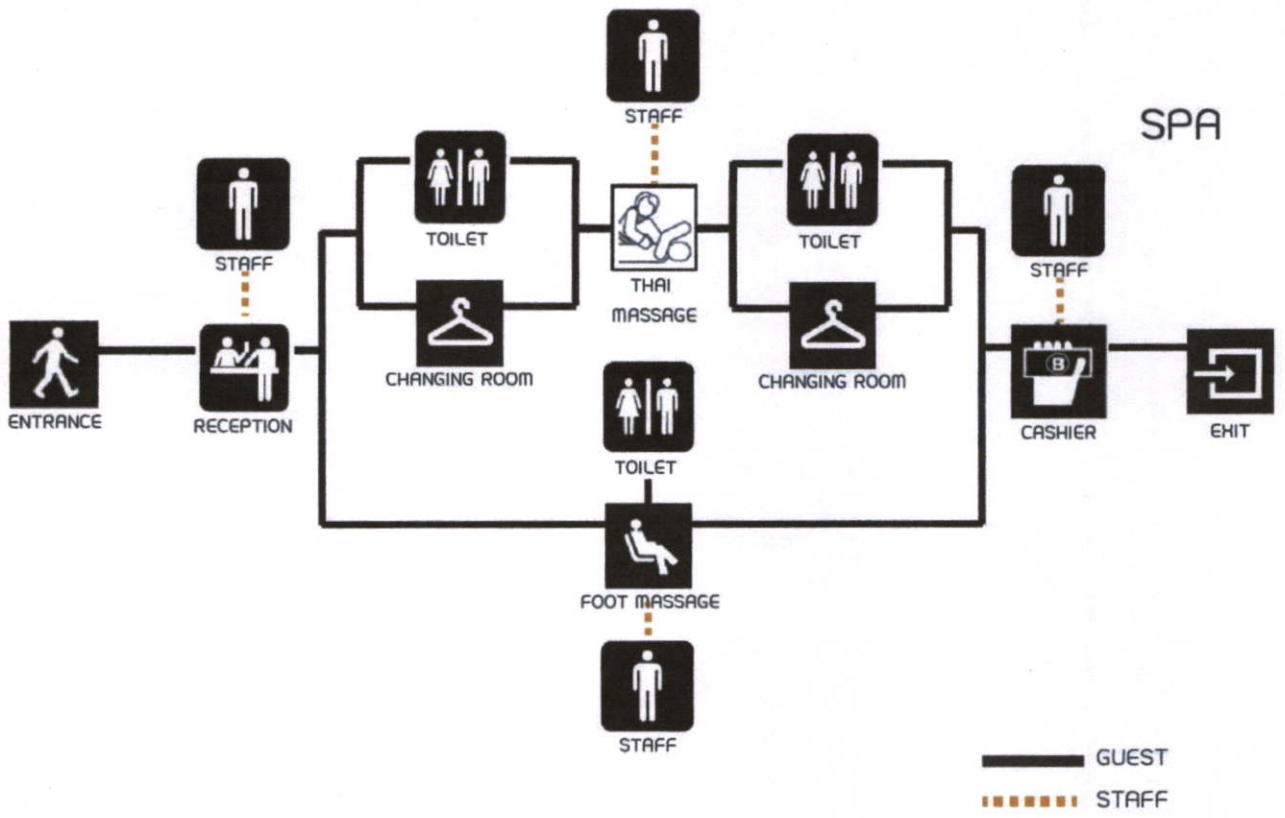 SPA
STAFF
STAFF
TOILET
THAI
MASSAGE
TOILET
STAFF
CHANGING ROOM
CHANGING ROOM
ENTRANCE
RECEPTION
TOILET
B
CASHIER
EXIT
FOOT MASSAGE
STAFF
GUEST
STAFF